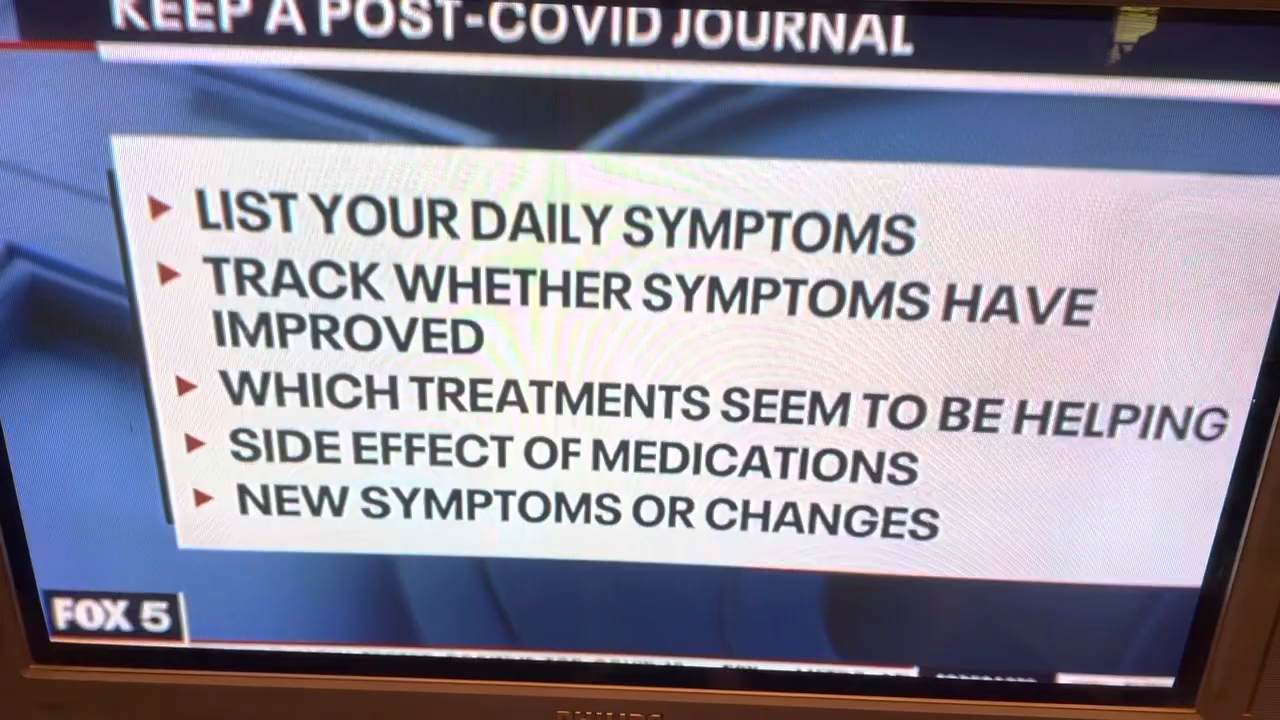 KEEP A POST-COVID JOURNAL
LIST YOUR DAILY SYMPTOMS
TRACK WHETHER SYMPTOMS HAVE
IMPROVED
WHICH TREATMENTS SEEM TO BE HELPING
SIDE EFFECT OF MEDICATIONS
NEW SYMPTOMS OR CHANGES
FOX 5
PHILIPS